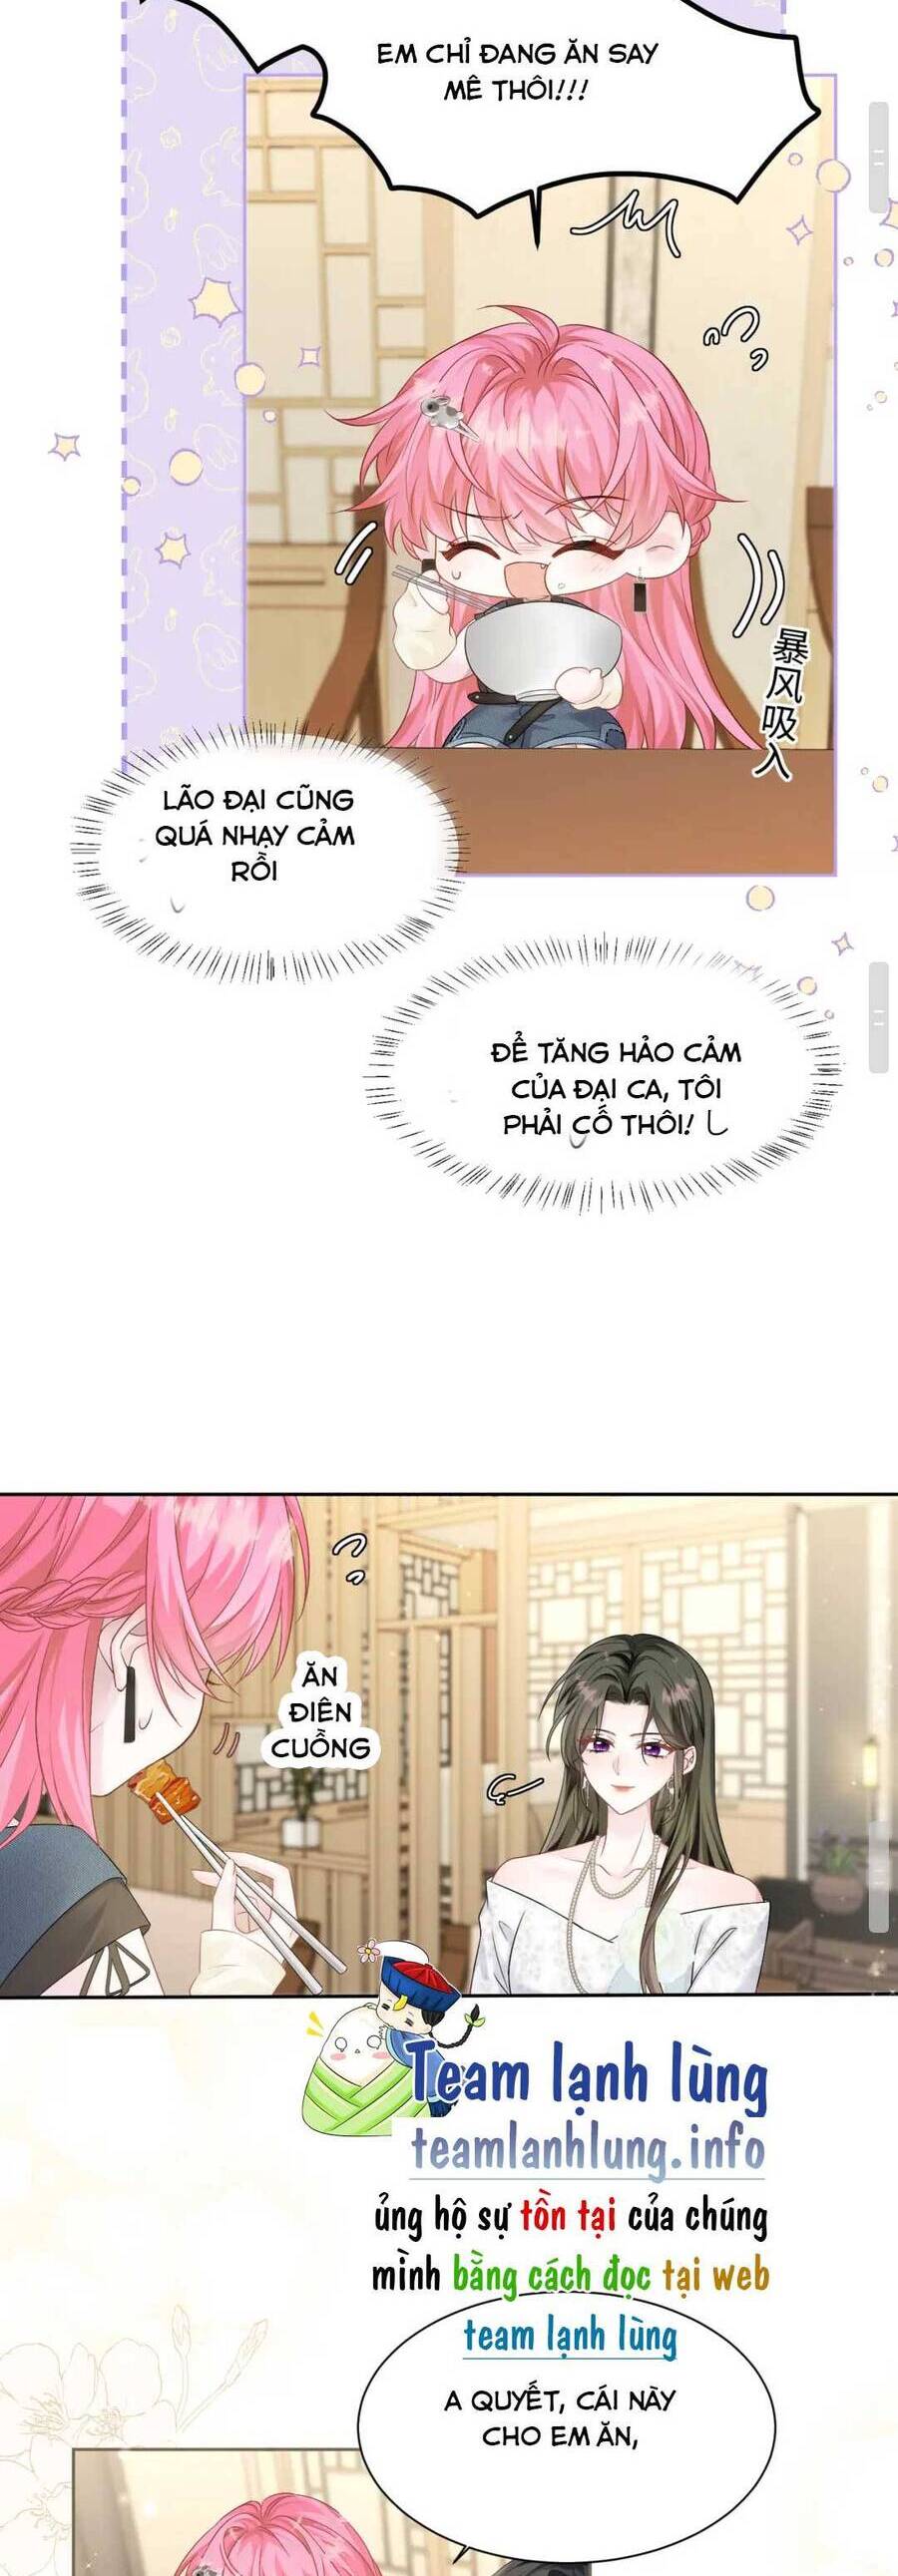 EM CHỈ ĐANG ĂN SAY
MÊ THÔI!!!
暴风吸入
LÃO ĐẠI CŨNG
QUÁ NHẠY CẢM
RỒI
ĐỂ TĂNG HẢO CẢM
CỦA ĐẠI CA, TÔI
PHẢI CỐ THÔI!
ĂN
ĐIÊN
CUỒNG
Team lạnh lùng
teamlanhlung.info
ủng hộ sự tồn tại của chúng
mình bằng cách đọc tại web
team lạnh lùng
A QUYẾT, CÁI NÀY
CHO EM ĂN,